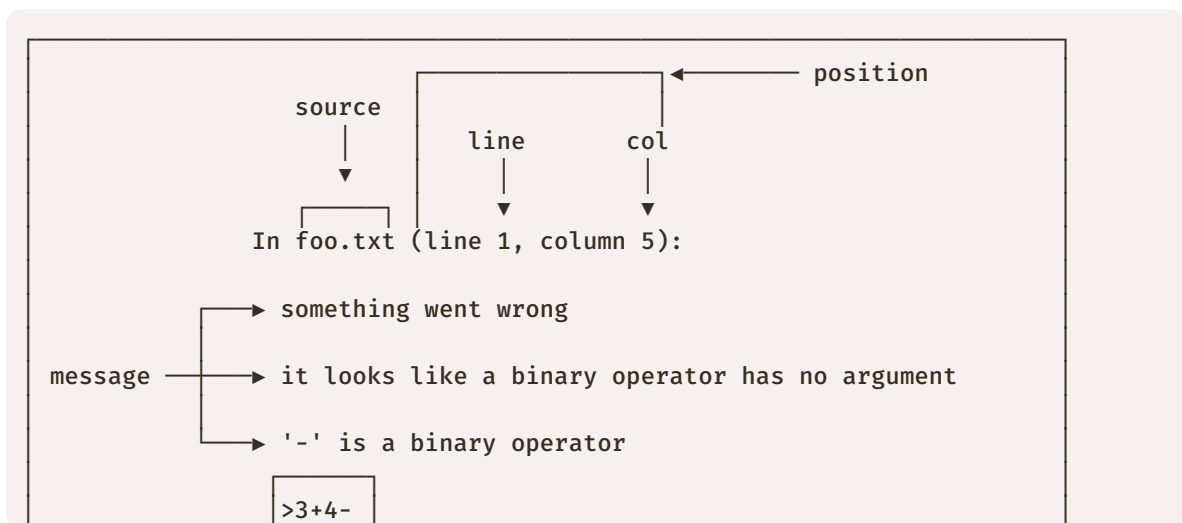 position
source
line col
In foo.txt (line 1, column 5):
something went wrong
message it looks like a binary operator has no argument
'-' is a binary operator
>3+4-